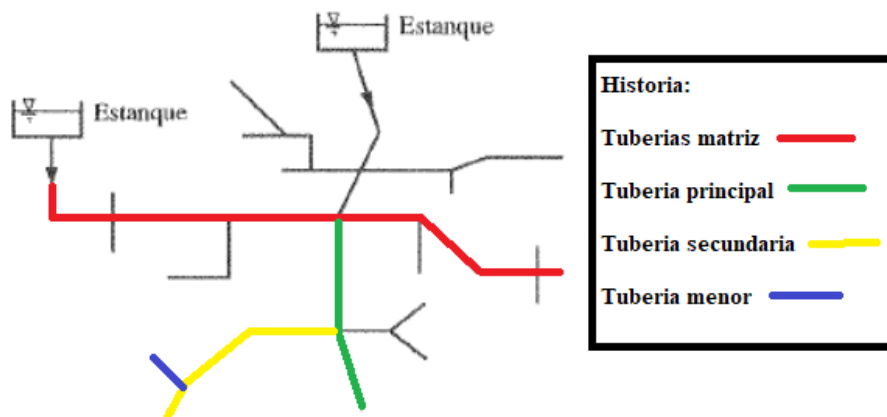 Estanque
Estanque
Historia:
Tuberias matriz
Tuberia principal
Tuberia secundaria
Tuberia menor